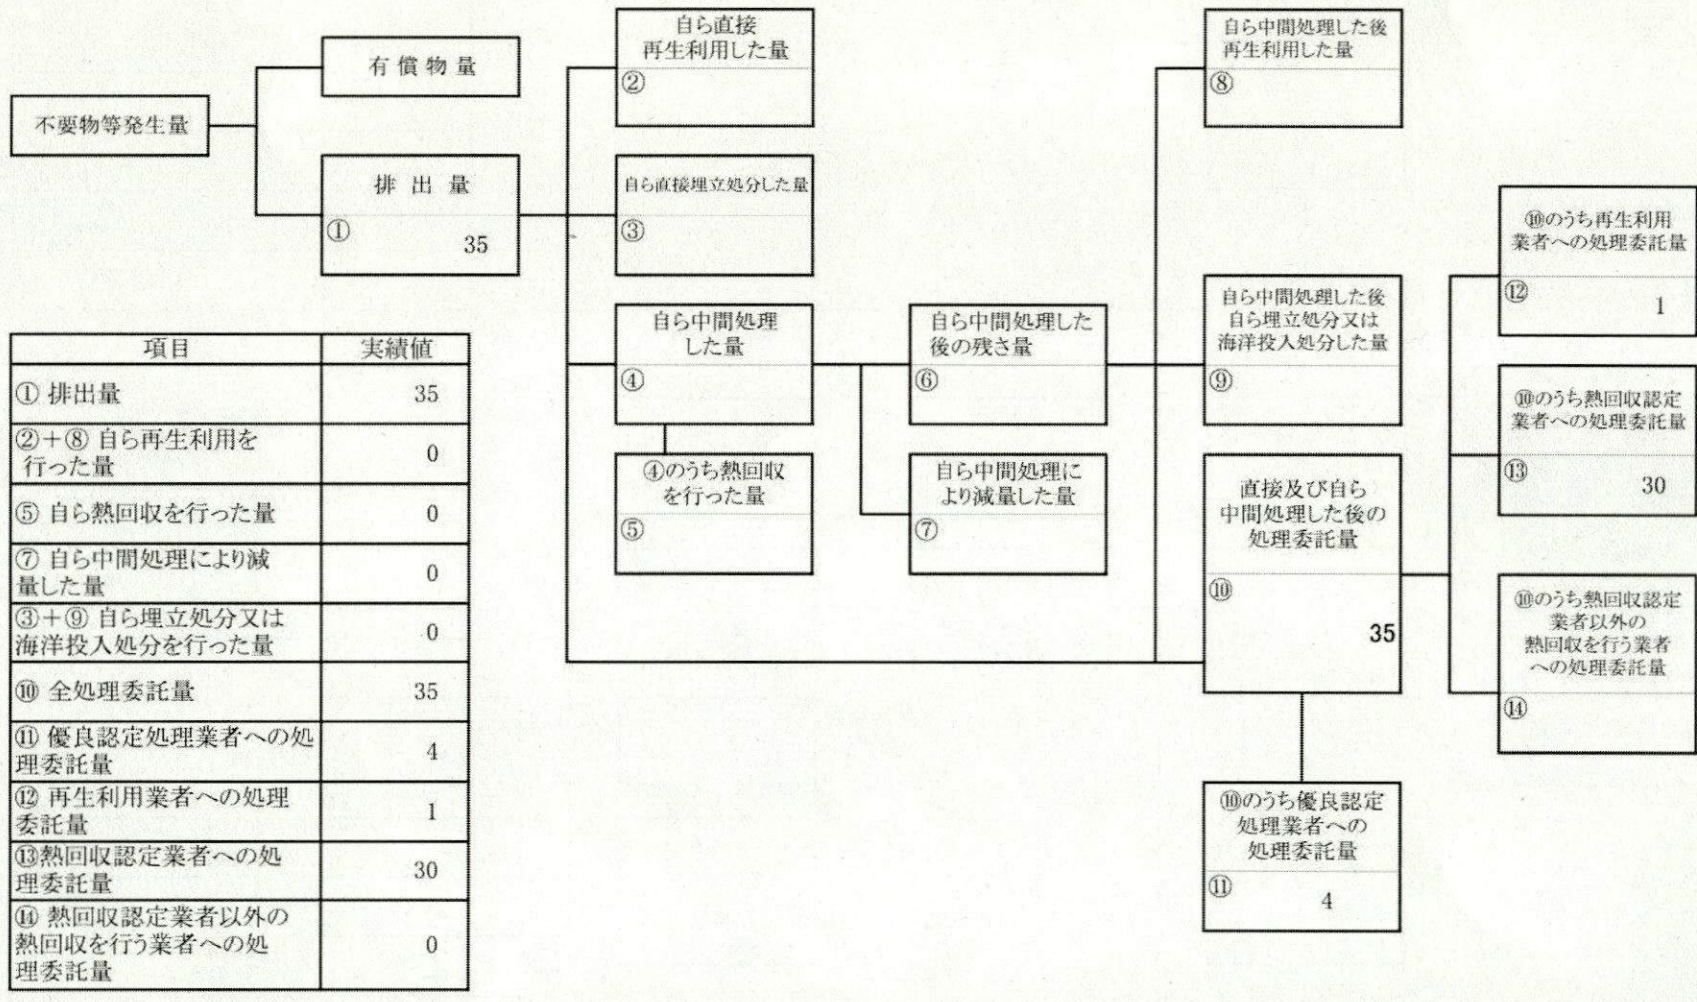 不要物等発生量
有償物量
排出量
①
35
自ら直接
再生利用した量
②
自ら直接埋立処分した量
③
自ら中間処理
した量
④
④のうち熱回収
を行った量
⑤
自ら中間処理した
後の残さ量
⑥
自ら中間処理に
より減量した量
⑦
自ら中間処理した後
再生利用した量
⑧
自ら中間処理した後
自ら埋立処分又は
海洋投入処分した量
⑨
直接及び自ら
中間処理した後の
処理委託量
⑩
35
⑩のうち優良認定
処理業者への
処理委託量
⑪
4
⑩のうち再生利用
業者への処理委託量
⑫
1
⑩のうち熱回収認定
業者への処理委託量
⑬
30
⑩のうち熱回収認定
業者以外の
熱回収を行う業者
への処理委託量
⑭
項目 実績値
① 排出量 35
②+⑧ 自ら再生利用を
行った量 0
⑤ 自ら熱回収を行った量 0
⑦ 自ら中間処理により減
量した量 0
③+⑨ 自ら埋立処分又は
海洋投入処分を行った量 0
⑩ 全処理委託量 35
⑪ 優良認定処理業者への処
理委託量 4
⑫ 再生利用業者への処理
委託量 1
⑬熱回収認定業者への処
理委託量 30
⑭ 熱回収認定業者以外の
熱回収を行う業者への処
理委託量 0